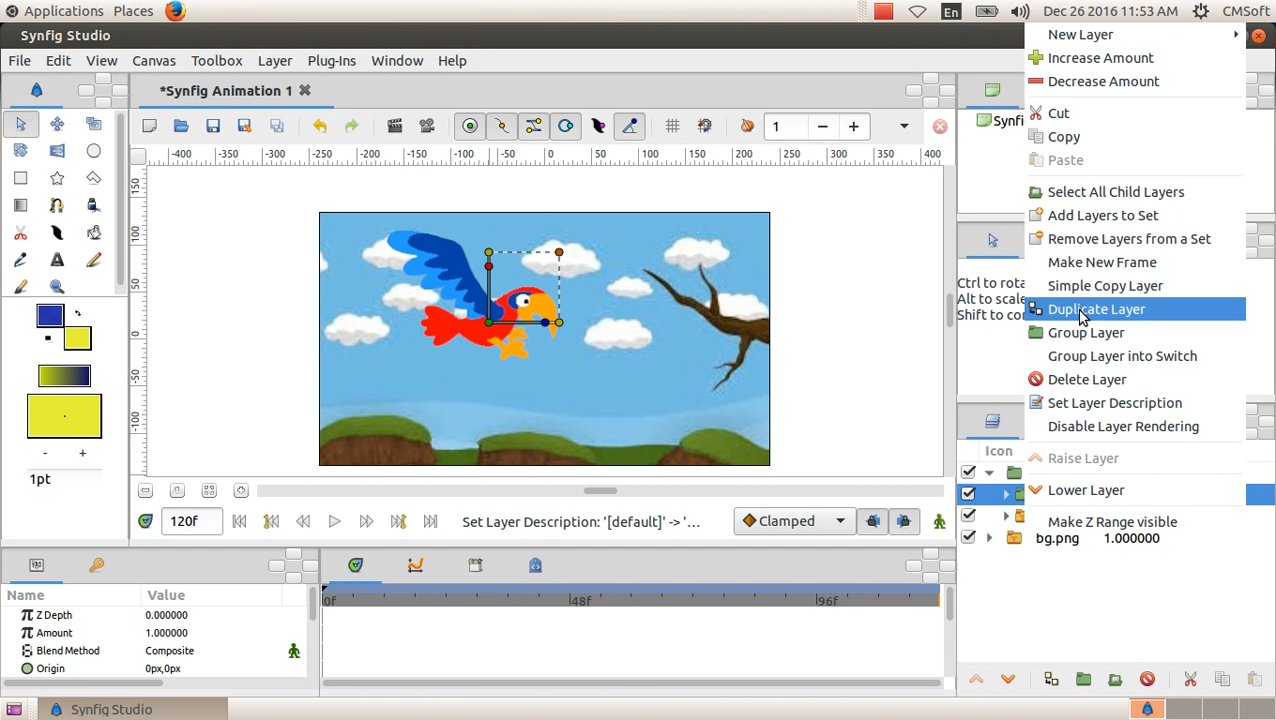 Applications Places En Dec 26 2016 11:53 AM CMSoft
Synfig Studio
File Edit View Canvas Toolbox Layer Plug-Ins Window Help
*Synfig Animation 1
1
-400 -300 -250 -200 -150 -100 -50 0 50 100 150 200 250 300 350 400
150
100
50
0
-50
-100
1pt
120f
Set Layer Description: '[default]' -> '...
Clamped
New Layer
Increase Amount
Decrease Amount
Cut
Copy
Synfi
Paste
Select All Child Layers
Add Layers to Set
Remove Layers from a Set
Make New Frame
Ctrl to rota
Simple Copy Layer
Alt to scale
Duplicate Layer
Shift to con
Group Layer
Group Layer into Switch
Delete Layer
Set Layer Description
Disable Layer Rendering
Icon
Raise Layer
Lower Layer
Make Z Range visible
bg.png 1.000000
Name Value
Z Depth 0.000000
Amount 1.000000
Blend Method Composite
Origin 0px,0px
0f 48f 96f
Synfig Studio